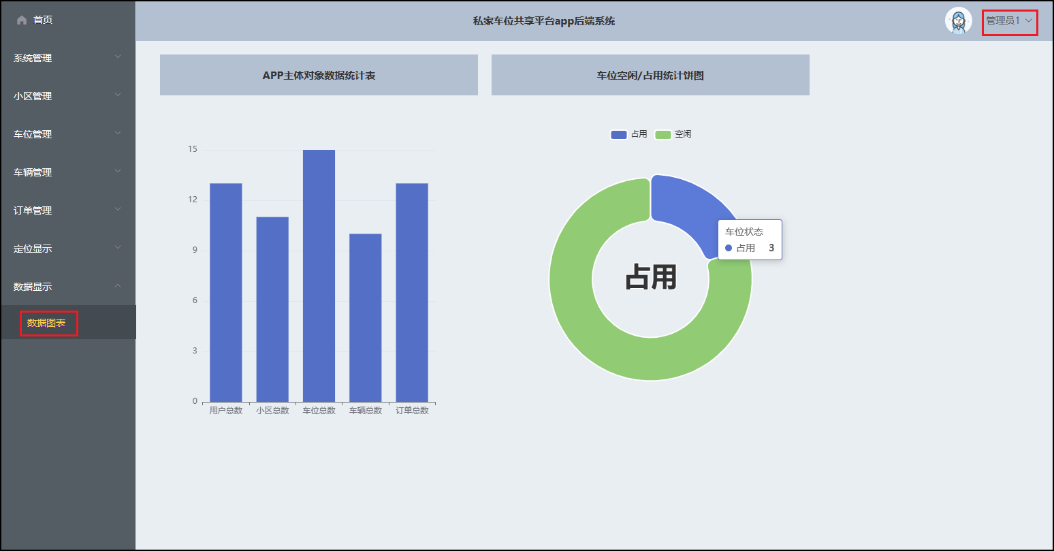 首页
私家车位共享平台app后端系统
管理员1
系统管理
小区管理
车位管理
车辆管理
订单管理
定位显示
数据显示
数据图表
APP主体对象数据统计表
15
12
9
6
3
0
用户总数 小区总数 车位总数 车辆总数 订单总数
车位空闲/占用统计饼图
占用 空闲
车位状态
占用 3
占用